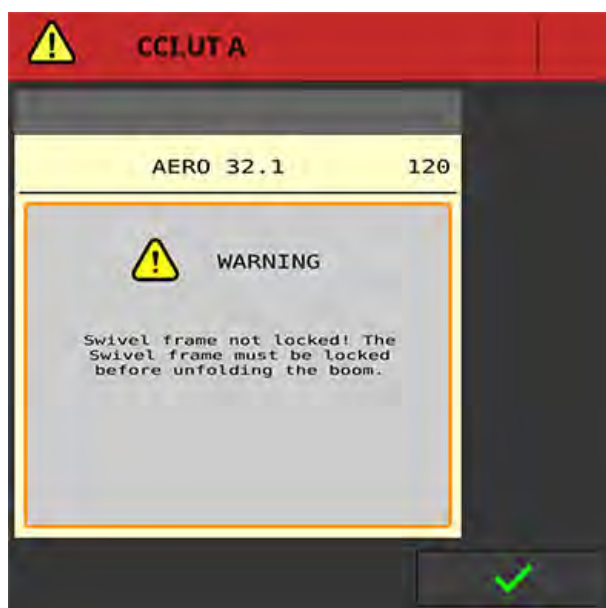 CCI.UT A
AERO 32.1 120
WARNING
Swivel frame not locked! The
Swivel frame must be locked
before unfolding the boom.